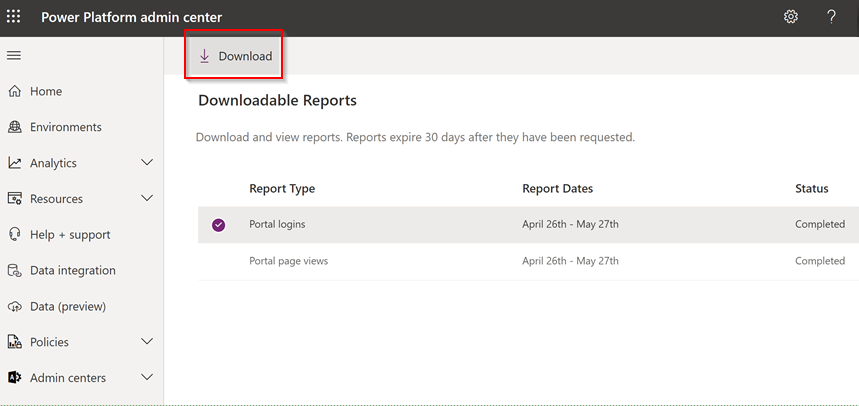 Power Platform admin center
?
Download
Home
Environments
Analytics
Resources
Help + support
Data integration
Data (preview)
Policies
Admin centers
Downloadable Reports
Download and view reports. Reports expire 30 days after they have been requested.
Report Type Report Dates Status
Portal logins April 26th - May 27th Completed
Portal page views April 26th - May 27th Completed